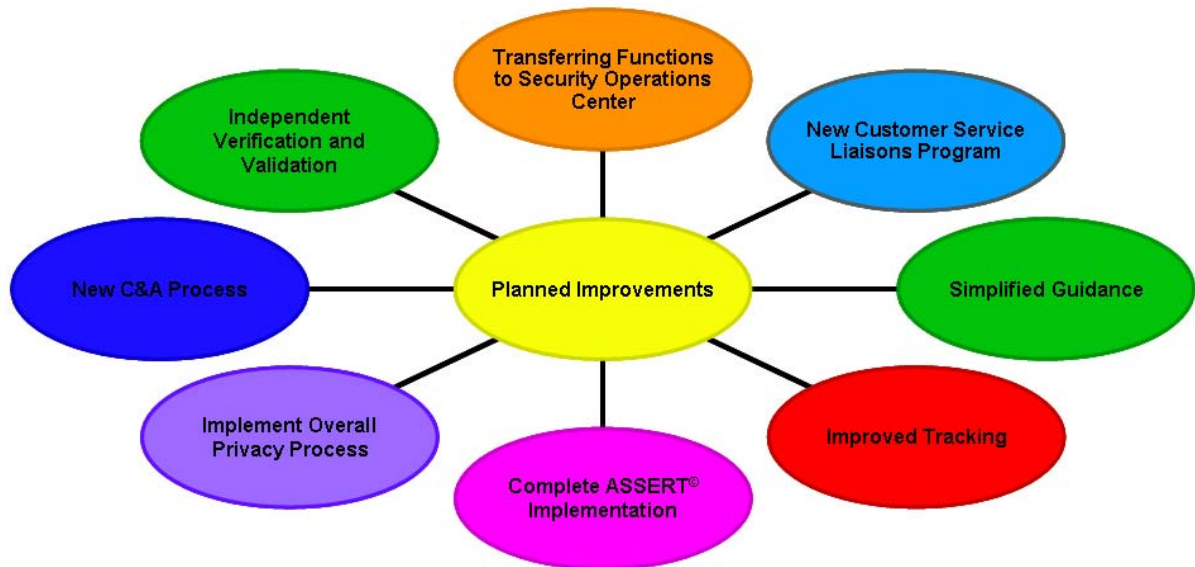 Transferring Functions
to Security Operations
Center
Independent
Verification and
Validation
New Customer Service
Liaisons Program
New C&A Process
Planned Improvements
Simplified Guidance
Implement Overall
Privacy Process
Improved Tracking
Complete ASSERT©
Implementation